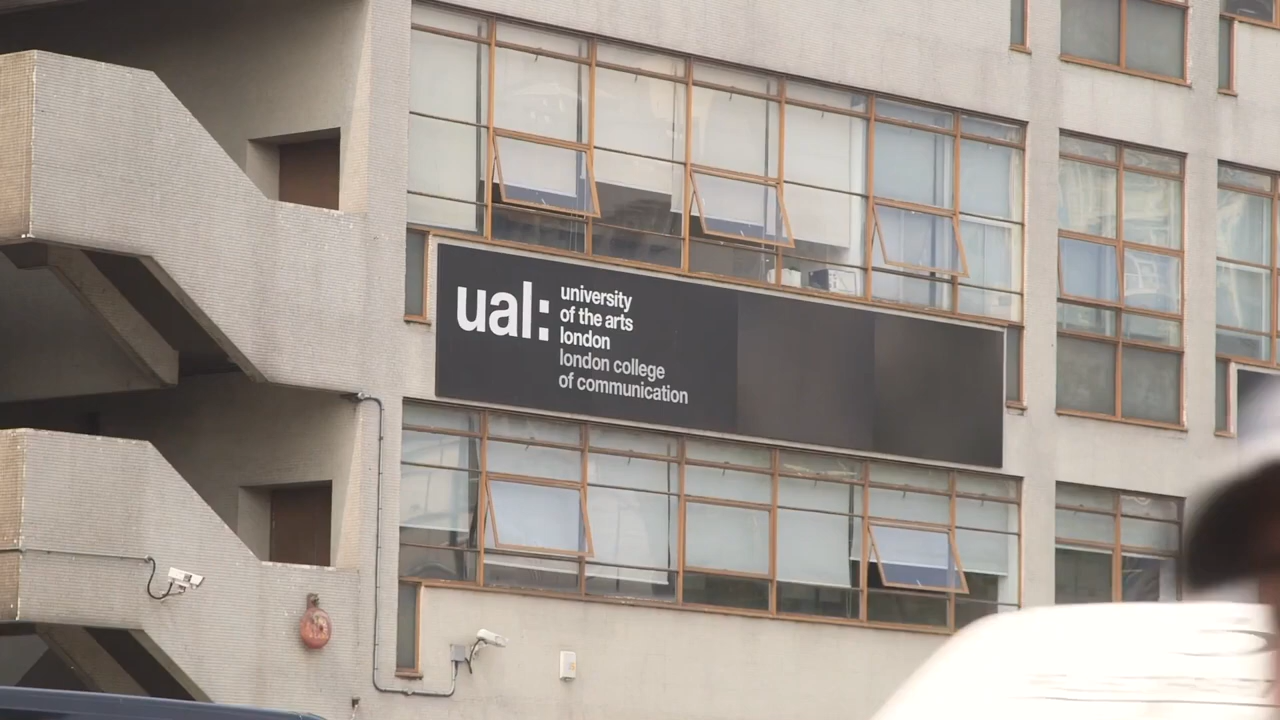 ual:
university
of the arts
london
london college
of communication